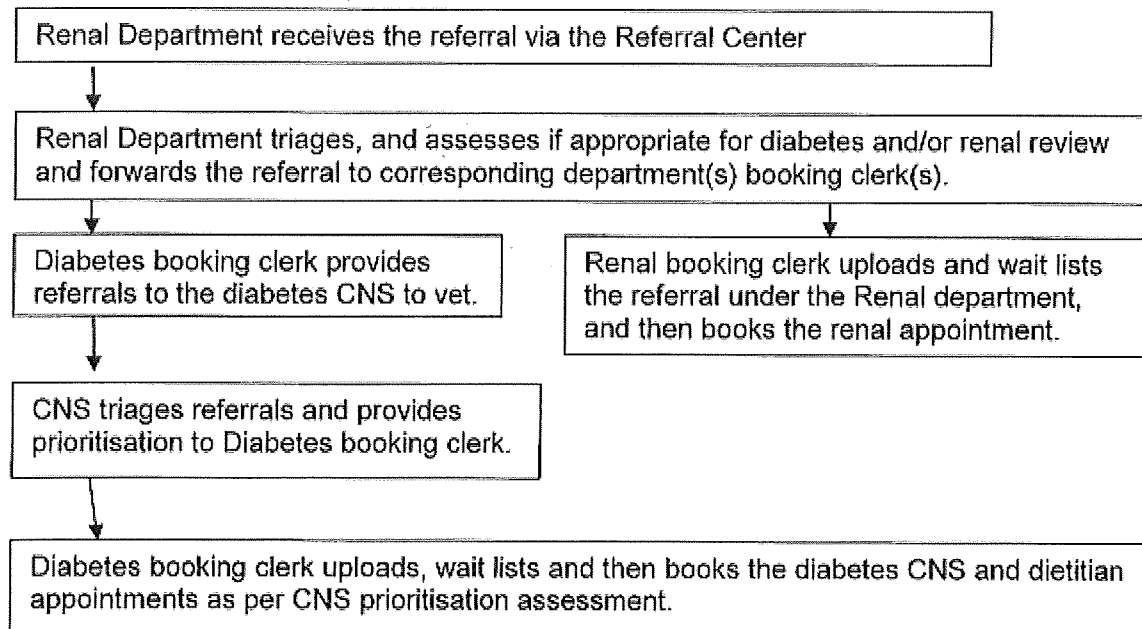 Renal Department receives the referral via the Referral Center
Renal Department triages, and assesses if appropriate for diabetes and/or renal review
and forwards the referral to corresponding department(s) booking clerk(s).
Diabetes booking clerk provides
referrals to the diabetes CNS to vet.
Renal booking clerk uploads and wait lists
the referral under the Renal department,
and then books the renal appointment.
CNS triages referrals and provides
prioritisation to Diabetes booking clerk.
Diabetes booking clerk uploads, wait lists and then books the diabetes CNS and dietitian
appointments as per CNS prioritisation assessment.